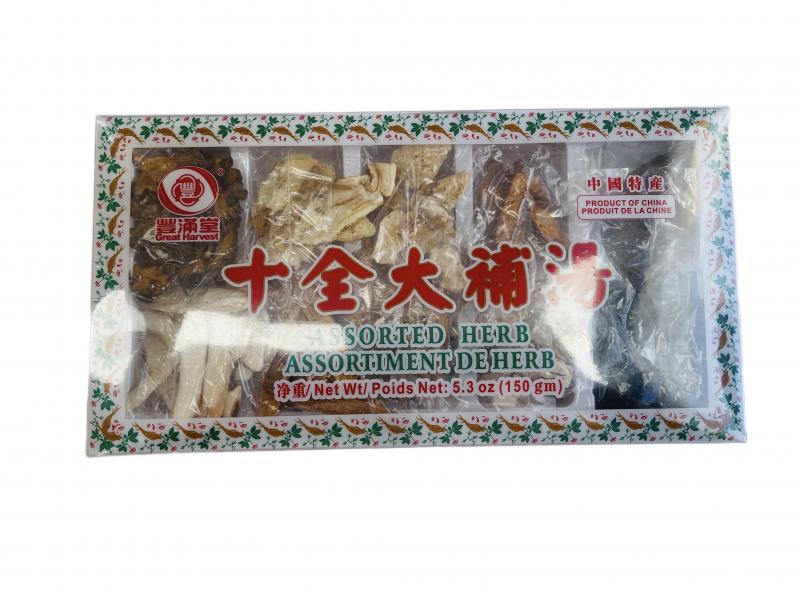 ®
豐滿堂
Great Harvest
中國特產
PRODUCT OF CHINA
PRODUIT DE LA CHINE
十全大補湯
ASSORTED HERB
ASSORTIMENT DE HERB
净重/Net Wt/Poids Net: 5.3 oz (150 gm)